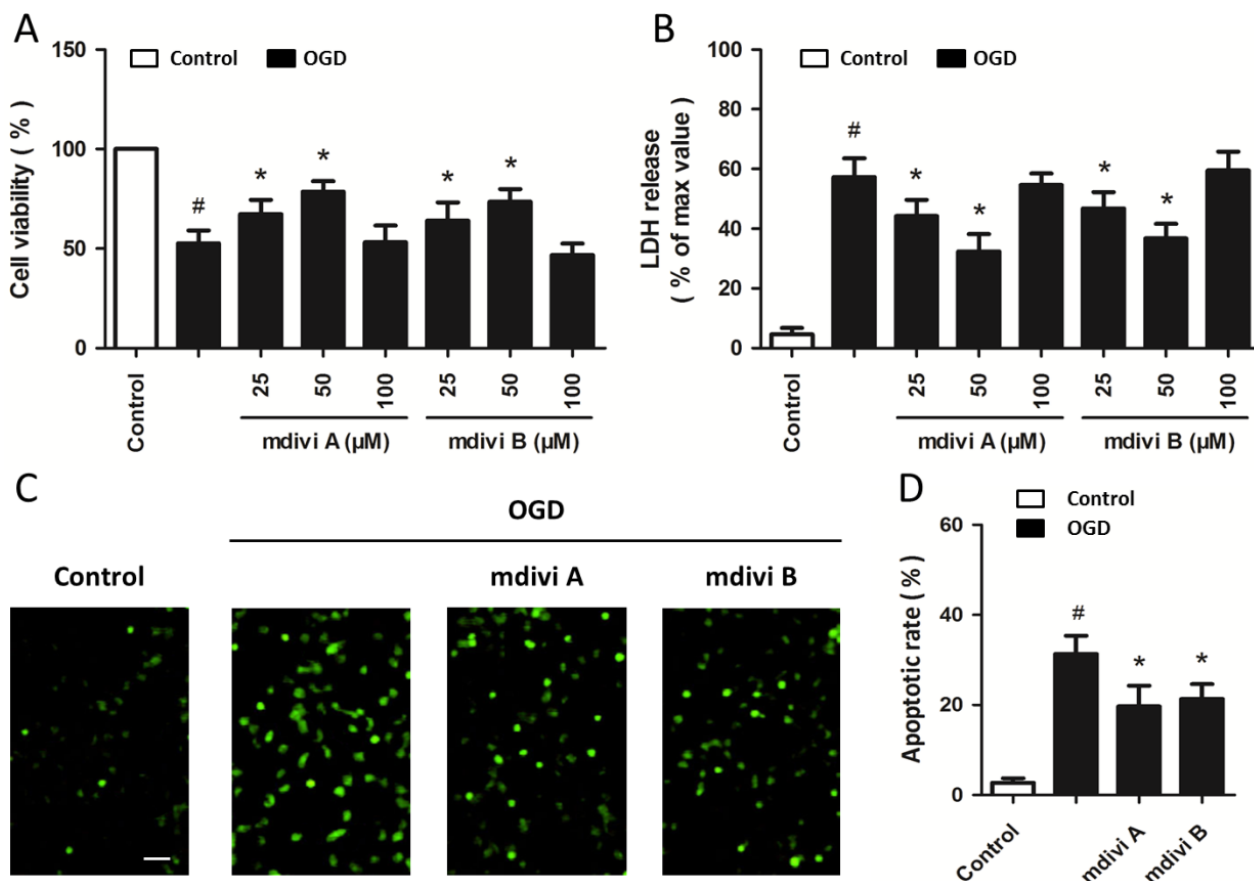 A
150
100
50
0
Cell viability ( % )
Control
OGD
#
*
*
*
*
Control
25
50
100
25
50
100
mdivi A (μM)
mdivi B (μM)
B
100
80
60
40
20
0
LDH release
( % of max value)
Control
OGD
#
*
*
*
*
Control
25
50
100
25
50
100
mdivi A (μM)
mdivi B (μM)
C
OGD
Control
mdivi A
mdivi B
D
Control
OGD
60
40
20
0
Apoptotic rate ( % )
#
*
*
Control
mdivi A
mdivi B